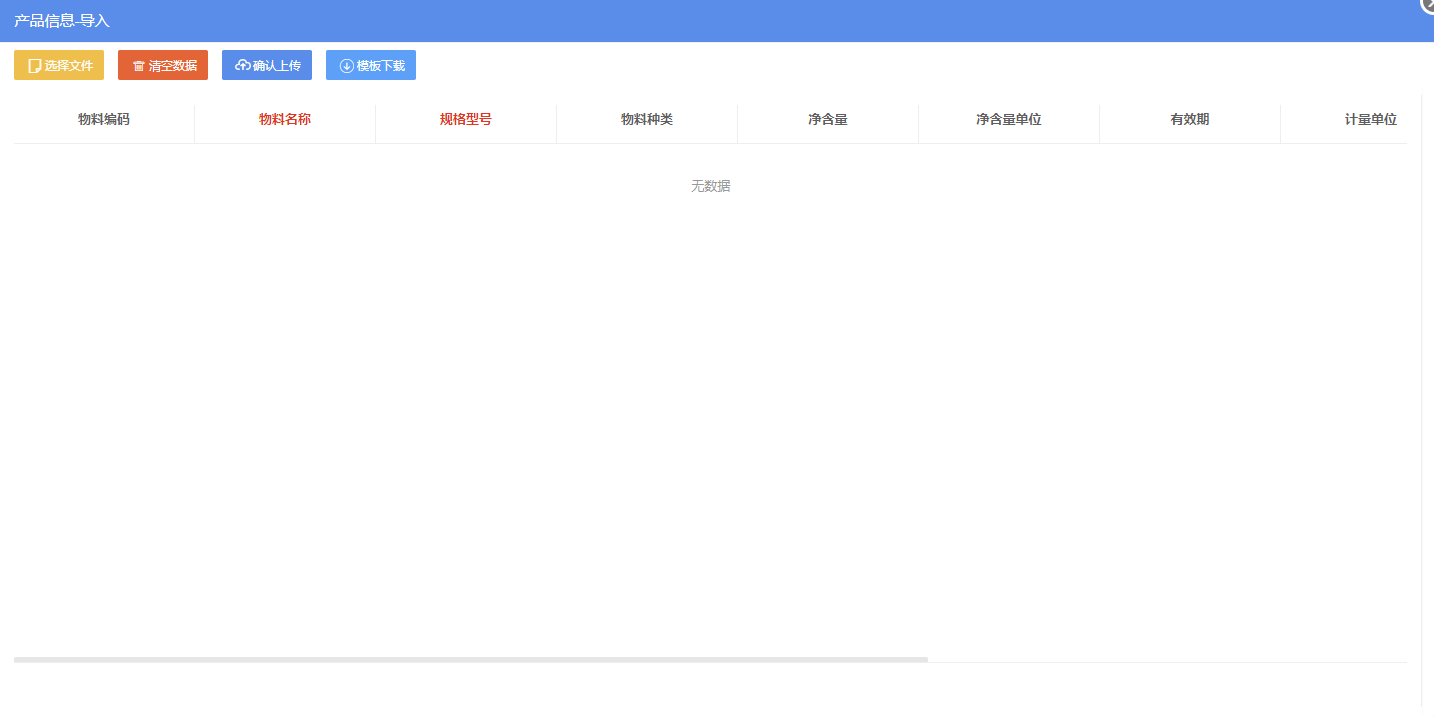 产品信息-导入
选择文件 清空数据 确认上传 模板下载
物料编码 物料名称 规格型号 物料种类 净含量 净含量单位 有效期 计量单位
无数据